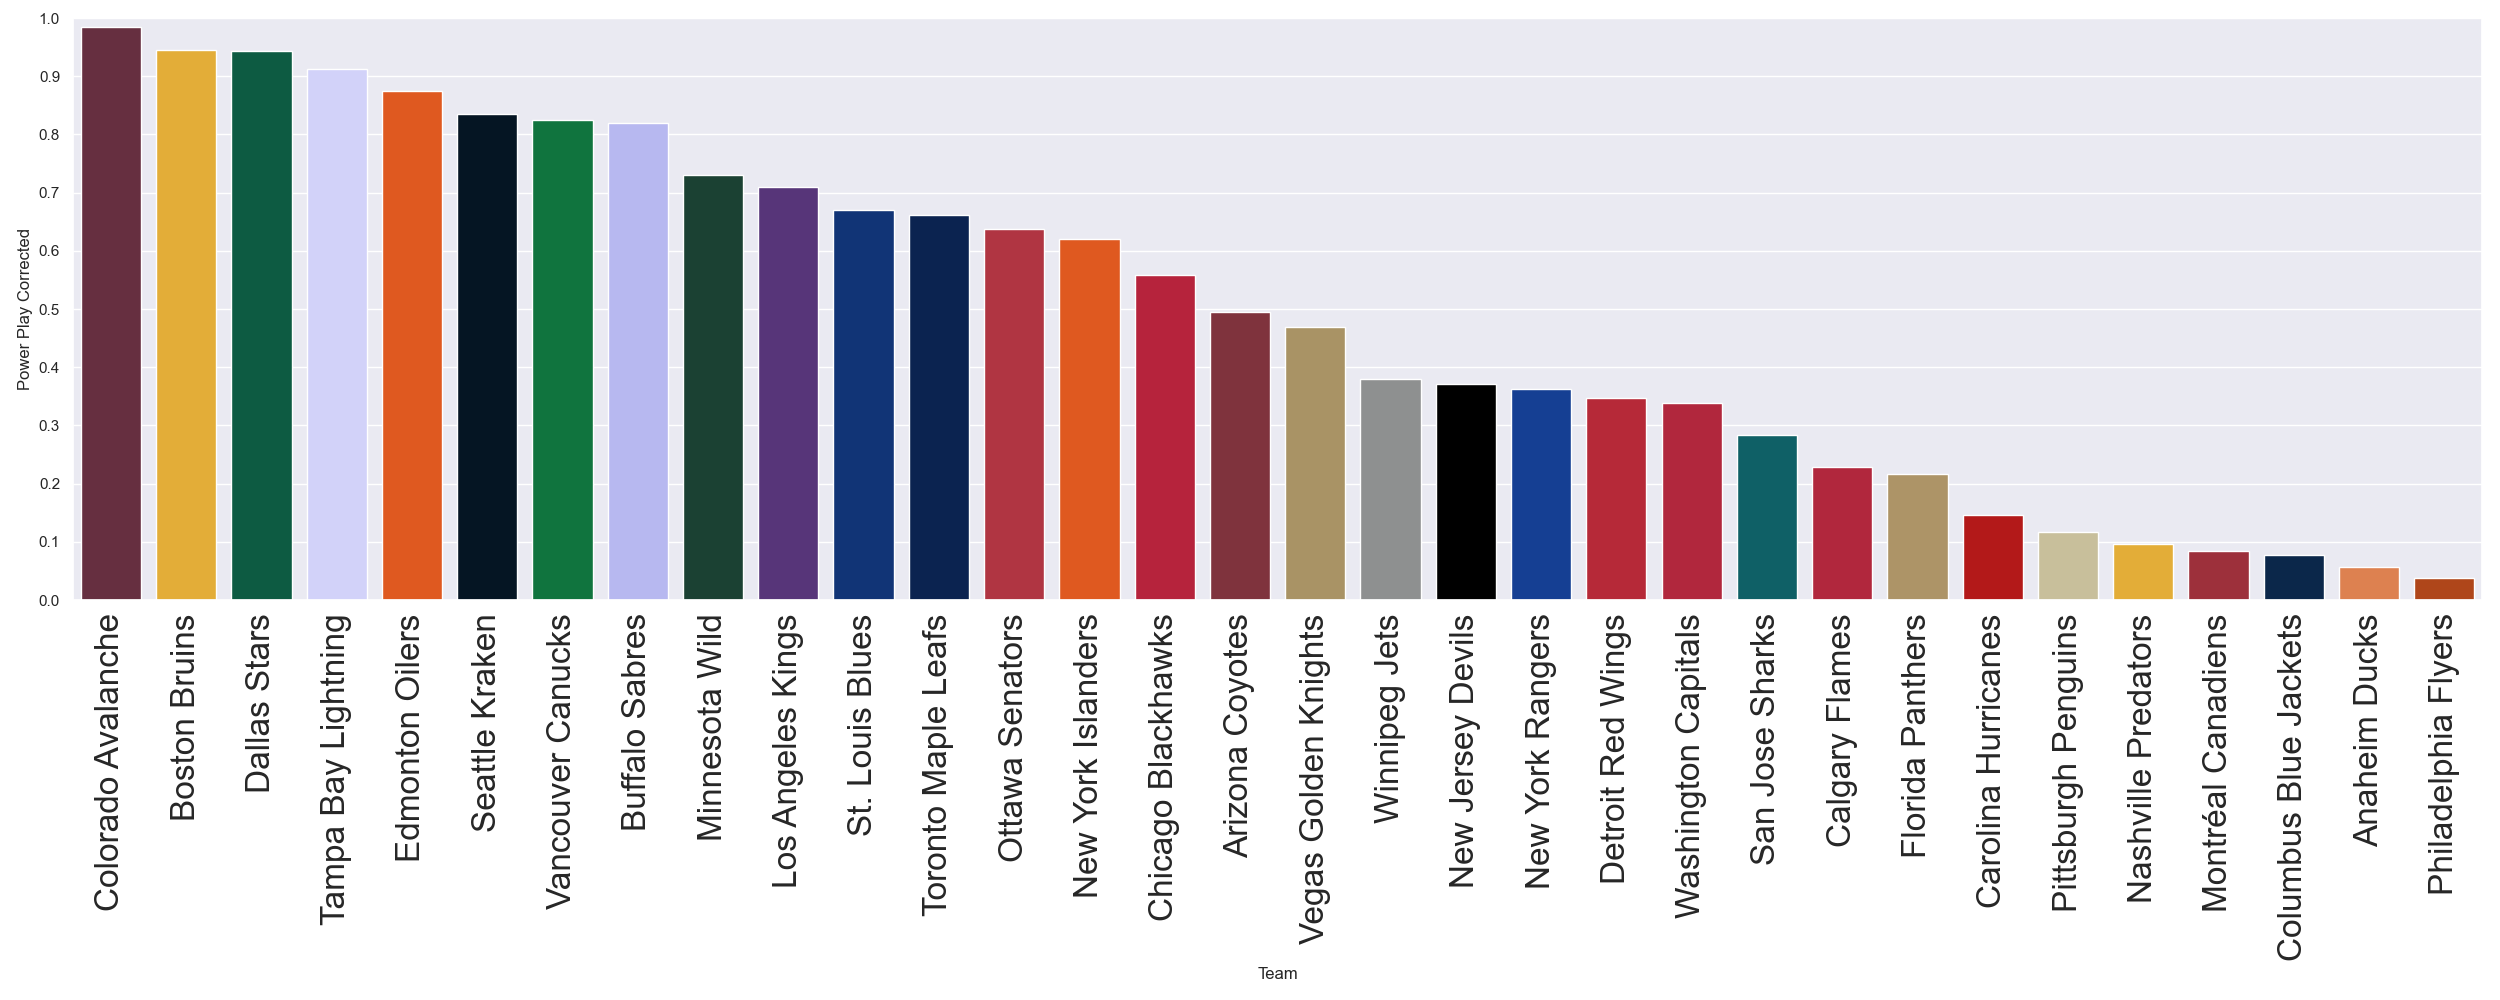 1.0
0.9
0.8
0.7
0.6
0.5
0.4
0.3
0.2
0.1
0.0
Power Play Corrected
Colorado Avalanche
Boston Bruins
Dallas Stars
Tampa Bay Lightning
Edmonton Oilers
Seattle Kraken
Vancouver Canucks
Buffalo Sabres
Minnesota Wild
Los Angeles Kings
St. Louis Blues
Toronto Maple Leafs
Ottawa Senators
New York Islanders
Chicago Blackhawks
Arizona Coyotes
Vegas Golden Knights
Winnipeg Jets
New Jersey Devils
New York Rangers
Detroit Red Wings
Washington Capitals
San Jose Sharks
Calgary Flames
Florida Panthers
Carolina Hurricanes
Pittsburgh Penguins
Nashville Predators
Montréal Canadiens
Columbus Blue Jackets
Anaheim Ducks
Philadelphia Flyers
Team